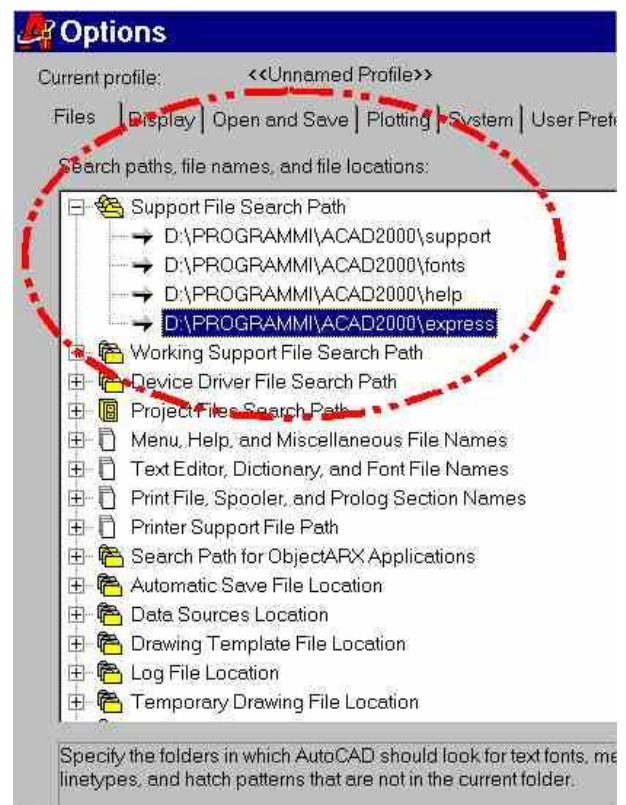 Options
Current profile: <<Unnamed Profile>>
Files Display Open and Save Plotting System User Pref
Search paths, file names, and file locations:
Support File Search Path
D:\PROGRAMMI\ACAD2000\support
D:\PROGRAMMI\ACAD2000\fonts
D:\PROGRAMMI\ACAD2000\help
D:\PROGRAMMI\ACAD2000\express
Working Support File Search Path
Device Driver File Search Path
Project Files Search Path
Menu, Help, and Miscellaneous File Names
Text Editor, Dictionary, and Font File Names
Print File, Spooler, and Prolog Section Names
Printer Support File Path
Search Path for ObjectARX Applications
Automatic Save File Location
Data Sources Location
Drawing Template File Location
Log File Location
Temporary Drawing File Location
Specify the folders in which AutoCAD should look for text fonts, me
linetypes, and hatch patterns that are not in the current folder.